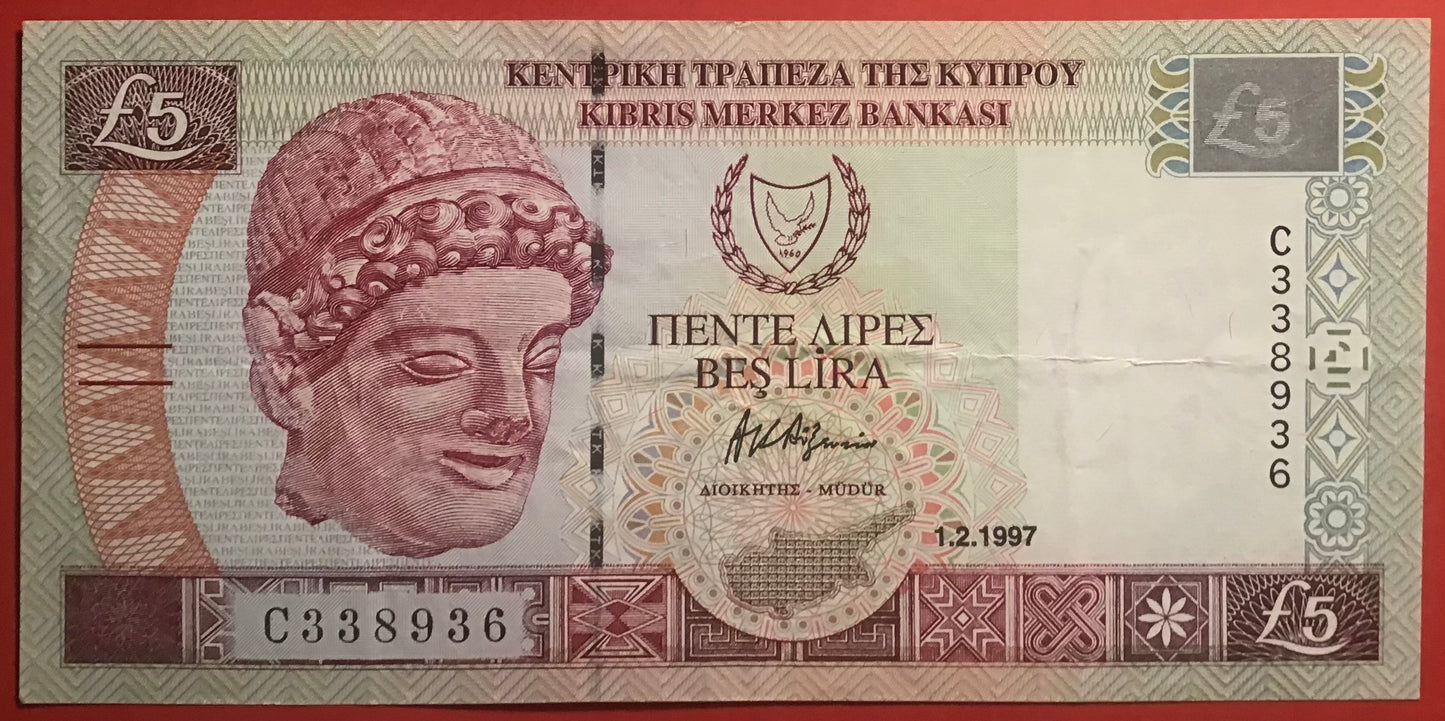 £5
ΚΕΝΤΡΙΚΗ ΤΡΑΠΕΖΑ ΤΗΣ ΚΥΠΡΟΥ
KIBRIS MERKEZ BANKASI
£5
1960
C338936
ΠΕΝΤΕ ΛΙΡΕΣ
BEŞ LİRA
ΔΙΟΙΚΗΤΗΣ - MÜDÜR
1.2.1997
C338936
£5